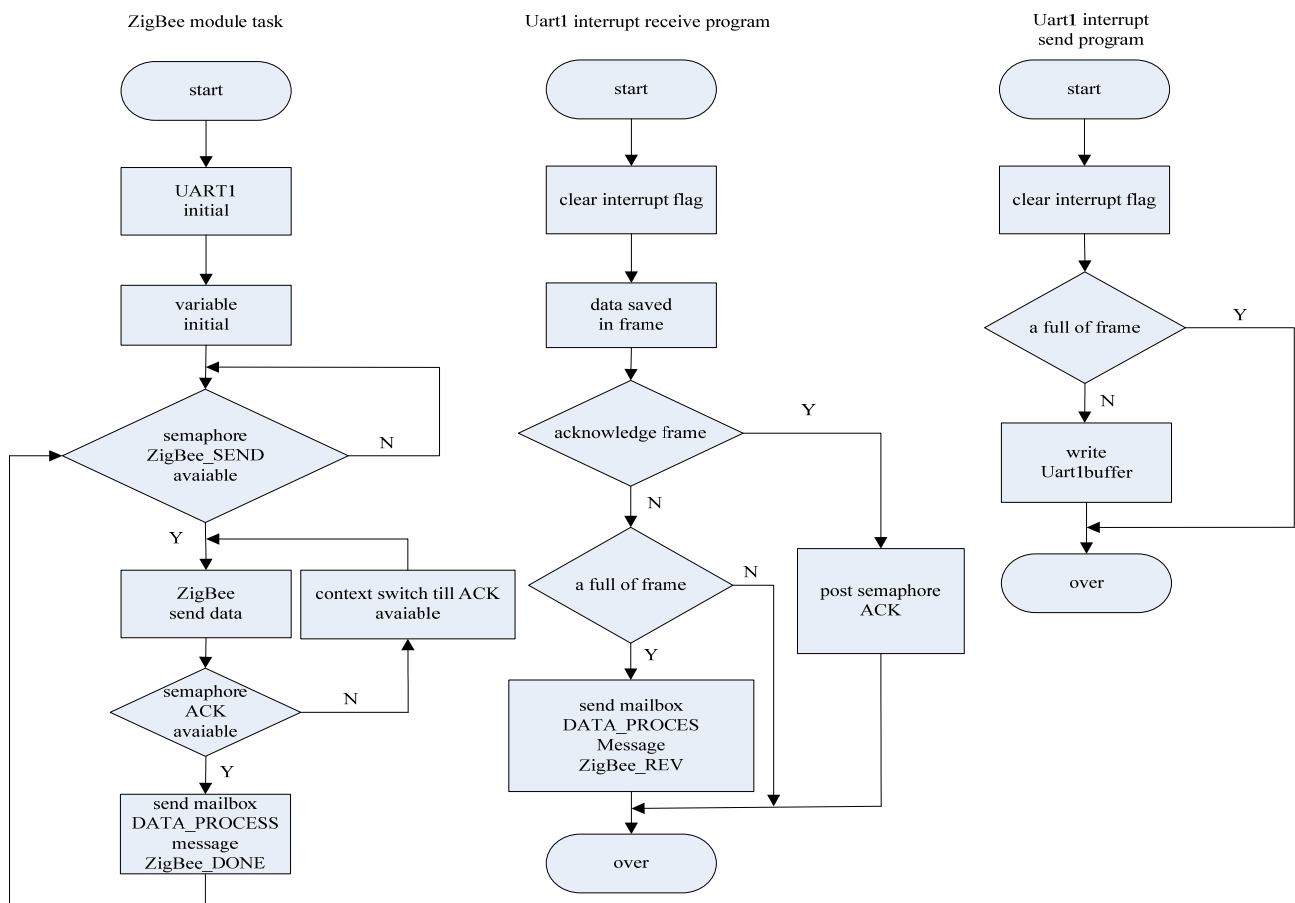 ZigBee module task
start
UART1
initial
variable
initial
semaphore
ZigBee_SEND
avaiable
N
Y
ZigBee
send data
context switch till ACK
avaiable
semaphore
ACK
avaiable
N
Y
send mailbox
DATA_PROCESS
message
ZigBee_DONE
Uart1 interrupt receive program
start
clear interrupt flag
data saved
in frame
acknowledge frame
Y
N
a full of frame
N
post semaphore
ACK
Y
send mailbox
DATA_PROCES
Message
ZigBee_REV
over
Uart1 interrupt
send program
start
clear interrupt flag
a full of frame
Y
N
write
Uart1buffer
over